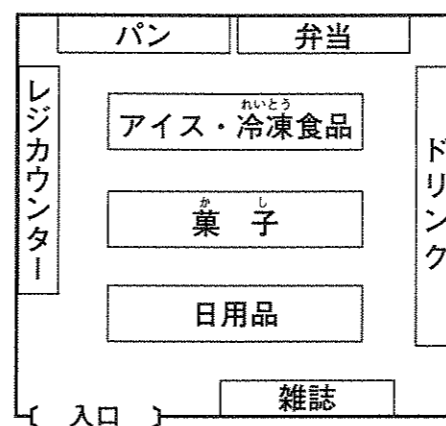 パン
弁当
レジカウンター
アイス・冷凍食品
れいとう
ドリンク
菓子
かし
日用品
雑誌
入口